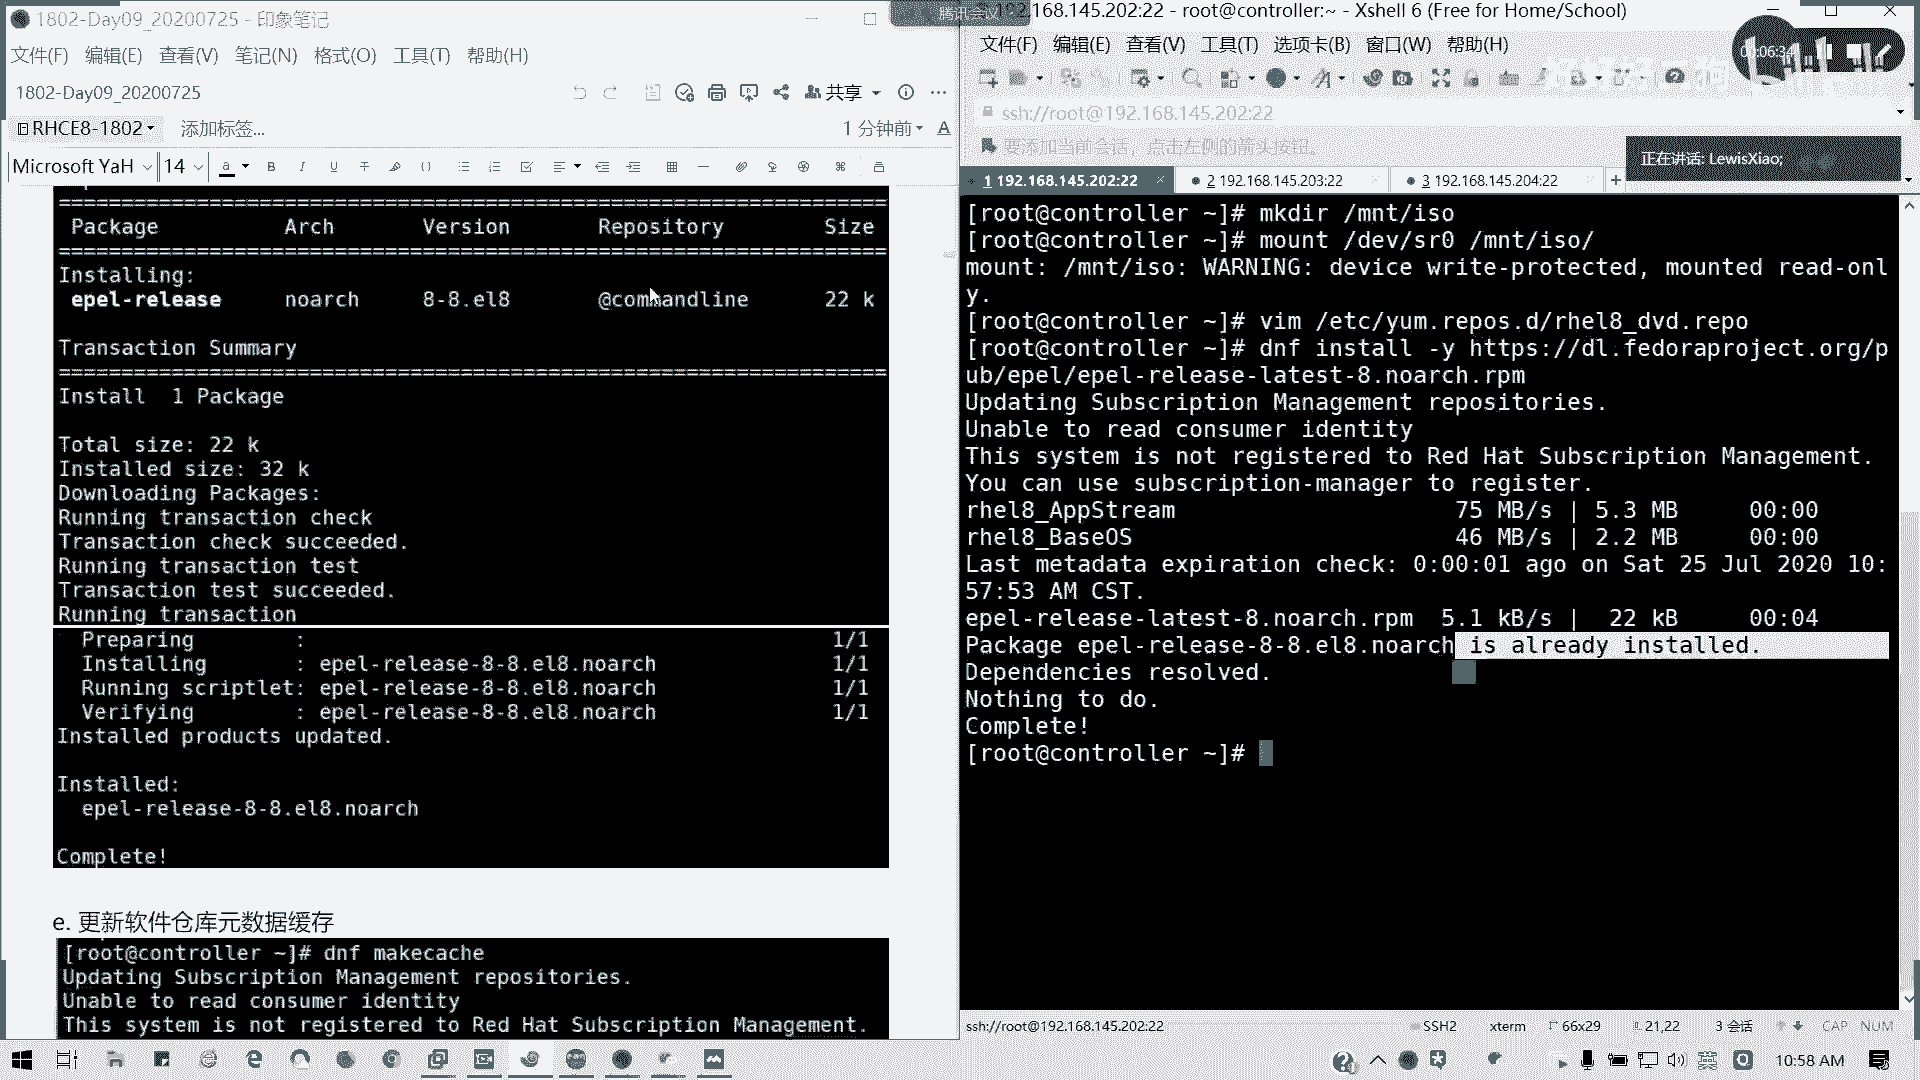 1802-Day09_20200725 - 印象笔记
文件(F) 编辑(E) 查看(V) 笔记(N) 格式(O) 工具(T) 帮助(H)
1802-Day09_20200725
共享
RHCE8-1802
添加标签...
1 分钟前
Microsoft YaH
14
Package Arch Version Repository Size
Installing:
epel-release noarch 8-8.el8 @commandline 22 k
Transaction Summary
Install 1 Package
Total size: 22 k
Installed size: 32 k
Downloading Packages:
Running transaction check
Transaction check succeeded.
Running transaction test
Transaction test succeeded.
Running transaction
Preparing : 1/1
Installing : epel-release-8-8.el8.noarch 1/1
Running scriptlet: epel-release-8-8.el8.noarch 1/1
Verifying : epel-release-8-8.el8.noarch 1/1
Installed products updated.
Installed:
epel-release-8-8.el8.noarch
Complete!
e. 更新软件仓库元数据缓存
[root@controller ~]# dnf makecache
Updating Subscription Management repositories.
Unable to read consumer identity
This system is not registered to Red Hat Subscription Management.
腾讯会议
.168.145.202:22 - root@controller:~ - Xshell 6 (Free for Home/School)
文件(F) 编辑(E) 查看(V) 工具(T) 选项卡(B) 窗口(W) 帮助(H)
00:06:34
ssh://root@192.168.145.202:22
要添加当前会话，点击左侧的箭头按钮。
正在讲话: LewisXiao;
1 192.168.145.202:22
2 192.168.145.203:22
3 192.168.145.204:22
[root@controller ~]# mkdir /mnt/iso
[root@controller ~]# mount /dev/sr0 /mnt/iso/
mount: /mnt/iso: WARNING: device write-protected, mounted read-onl
y.
[root@controller ~]# vim /etc/yum.repos.d/rhel8_dvd.repo
[root@controller ~]# dnf install -y https://dl.fedoraproject.org/p
ub/epel/epel-release-latest-8.noarch.rpm
Updating Subscription Management repositories.
Unable to read consumer identity
This system is not registered to Red Hat Subscription Management.
You can use subscription-manager to register.
rhel8_AppStream 75 MB/s | 5.3 MB 00:00
rhel8_BaseOS 46 MB/s | 2.2 MB 00:00
Last metadata expiration check: 0:00:01 ago on Sat 25 Jul 2020 10:
57:53 AM CST.
epel-release-latest-8.noarch.rpm 5.1 kB/s | 22 kB 00:04
Package epel-release-8-8.el8.noarch is already installed.
Dependencies resolved.
Nothing to do.
Complete!
[root@controller ~]#
ssh://root@192.168.145.202:22 SSH2 xterm 66x29 21,22 3 会话 CAP NUM
英
10:58 AM